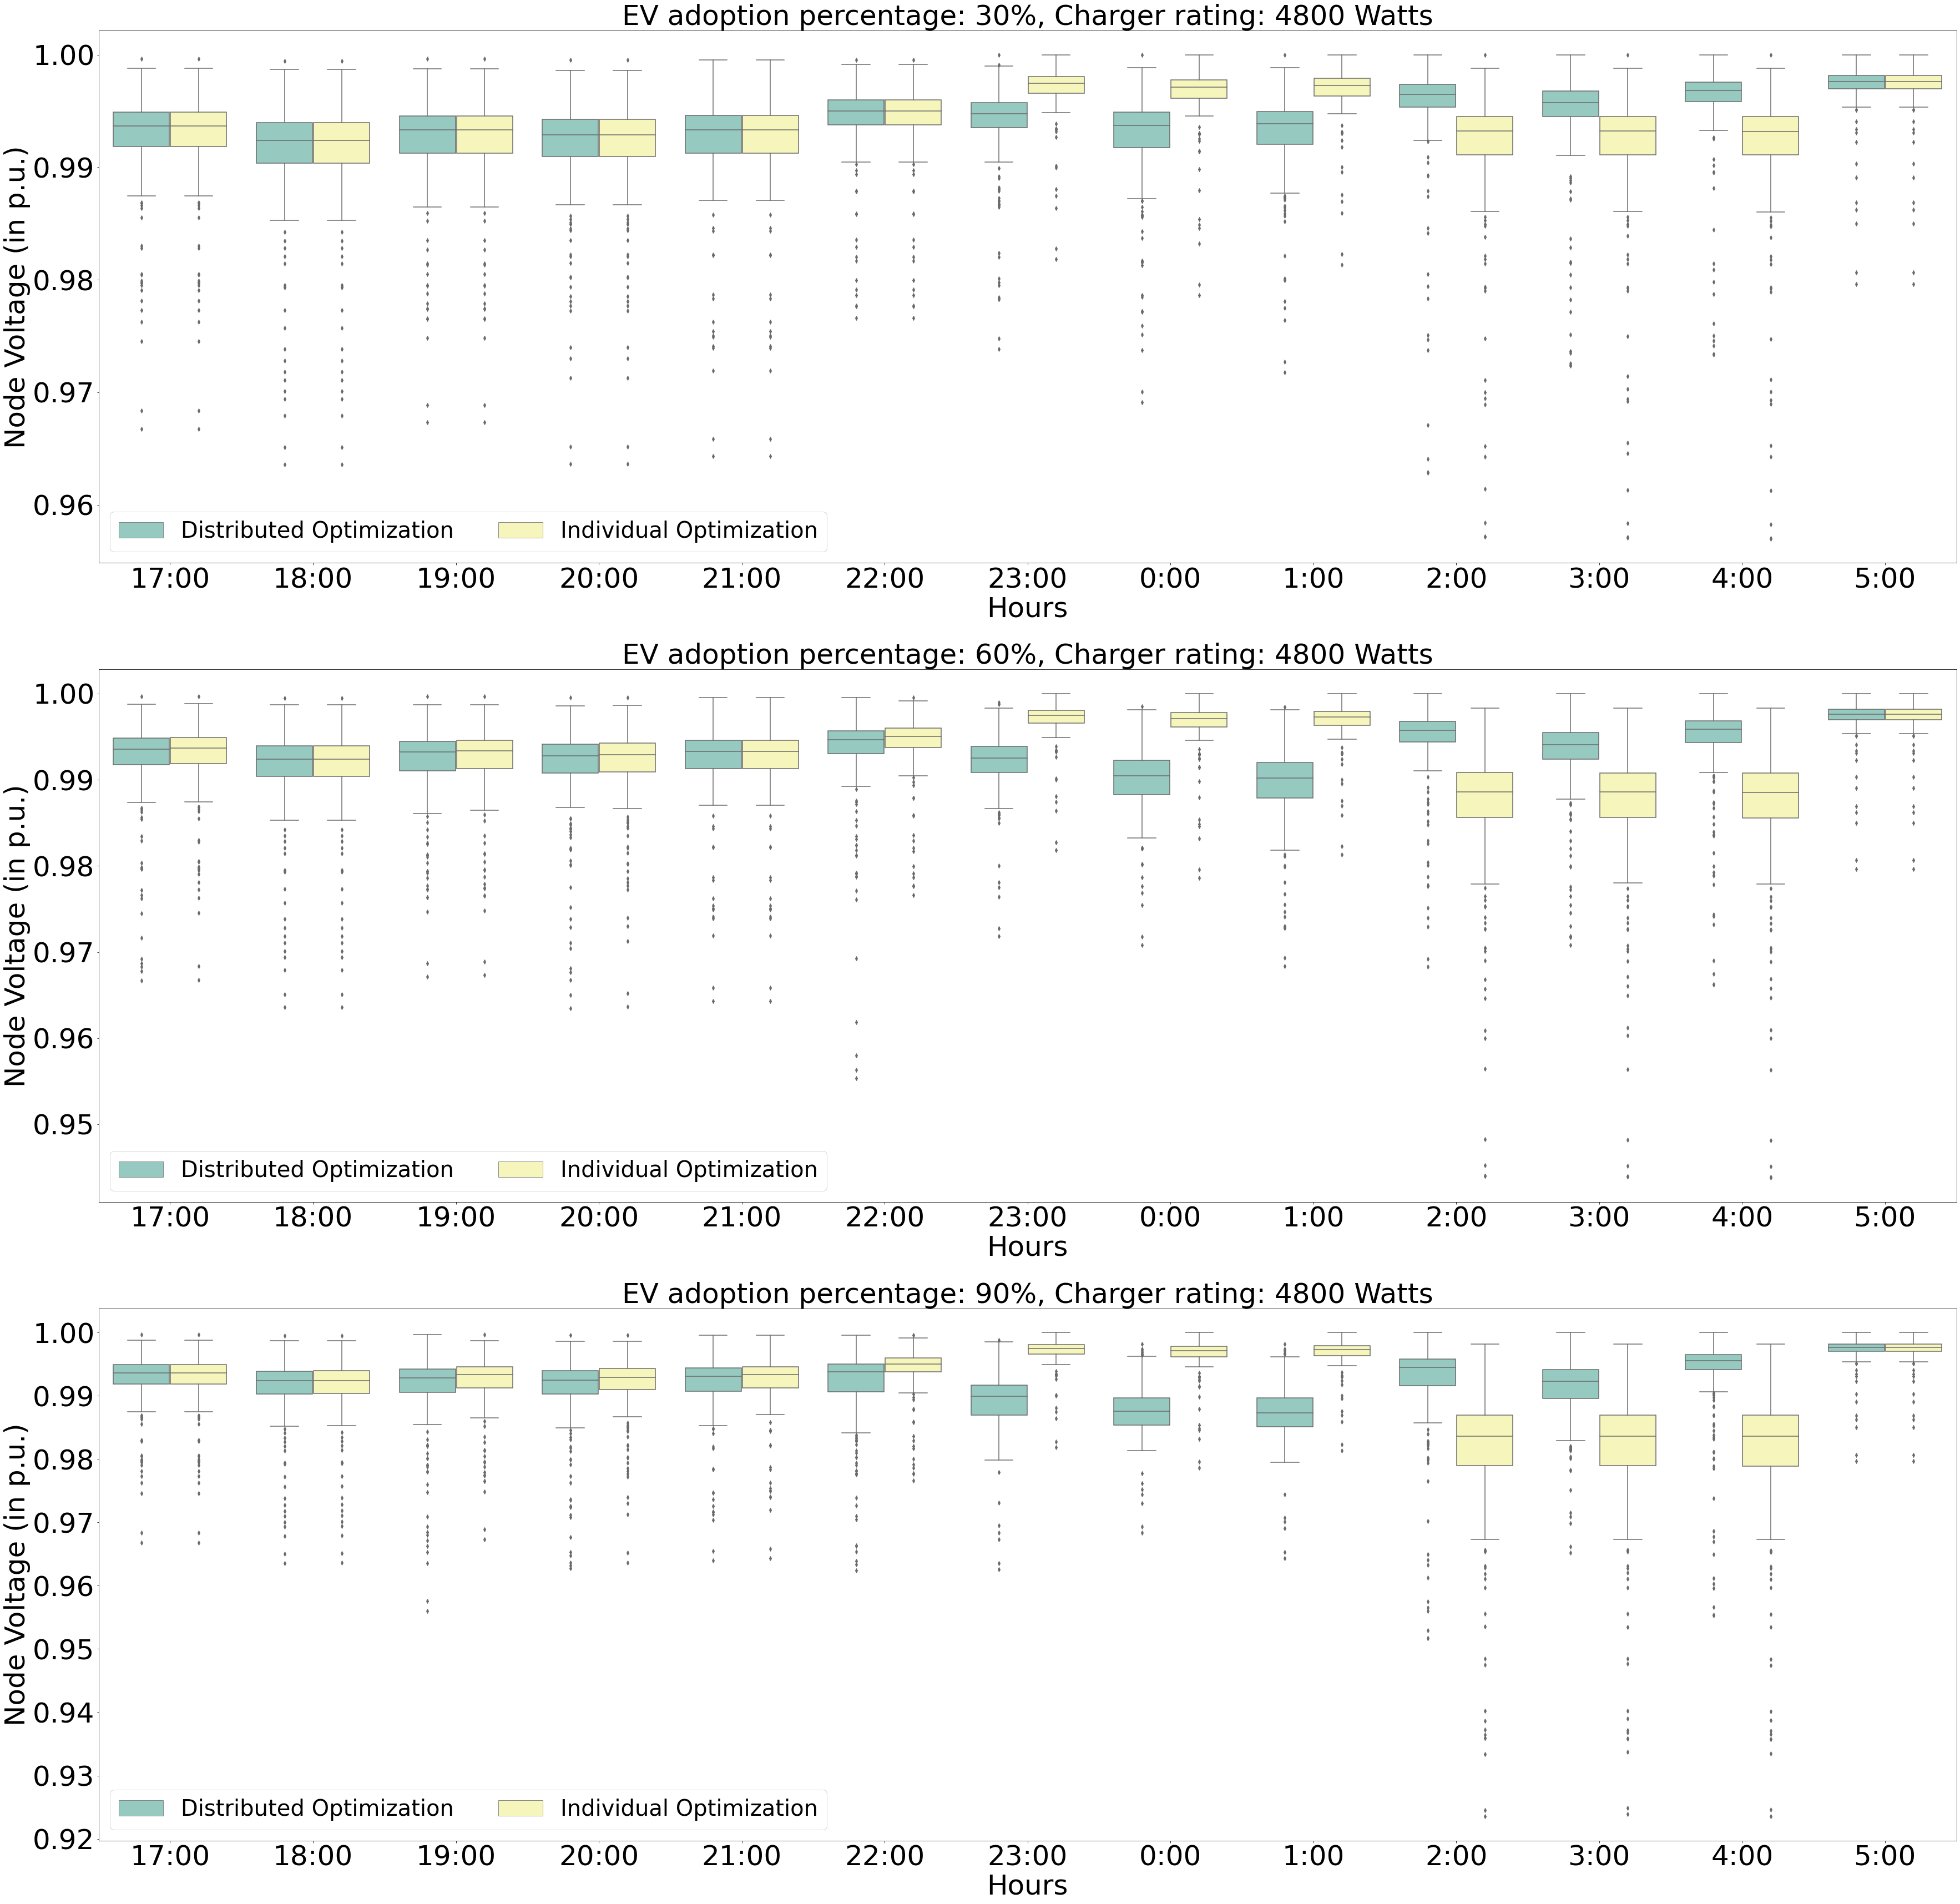 EV adoption percentage: 30%, Charger rating: 4800 Watts
Node Voltage (in p.u.)
1.00
0.99
0.98
0.97
0.96
Distributed Optimization Individual Optimization
17:00 18:00 19:00 20:00 21:00 22:00 23:00 0:00 1:00 2:00 3:00 4:00 5:00
Hours
EV adoption percentage: 60%, Charger rating: 4800 Watts
Node Voltage (in p.u.)
1.00
0.99
0.98
0.97
0.96
0.95
Distributed Optimization Individual Optimization
17:00 18:00 19:00 20:00 21:00 22:00 23:00 0:00 1:00 2:00 3:00 4:00 5:00
Hours
EV adoption percentage: 90%, Charger rating: 4800 Watts
Node Voltage (in p.u.)
1.00
0.99
0.98
0.97
0.96
0.95
0.94
0.93
0.92
Distributed Optimization Individual Optimization
17:00 18:00 19:00 20:00 21:00 22:00 23:00 0:00 1:00 2:00 3:00 4:00 5:00
Hours